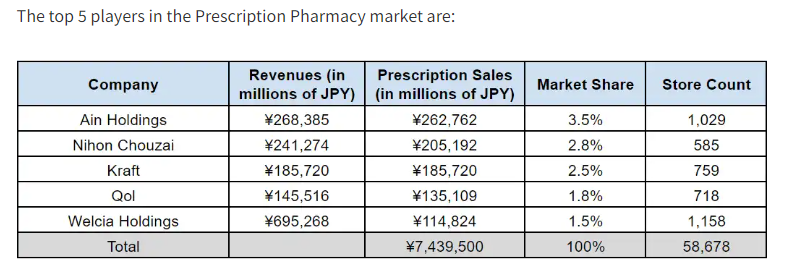 The top 5 players in the Prescription Pharmacy market are:
Company Revenues (in millions of JPY) Prescription Sales (in millions of JPY) Market Share Store Count
Ain Holdings ¥268,385 ¥262,762 3.5% 1,029
Nihon Chouzai ¥241,274 ¥205,192 2.8% 585
Kraft ¥185,720 ¥185,720 2.5% 759
Qol ¥145,516 ¥135,109 1.8% 718
Welcia Holdings ¥695,268 ¥114,824 1.5% 1,158
Total ¥7,439,500 100% 58,678